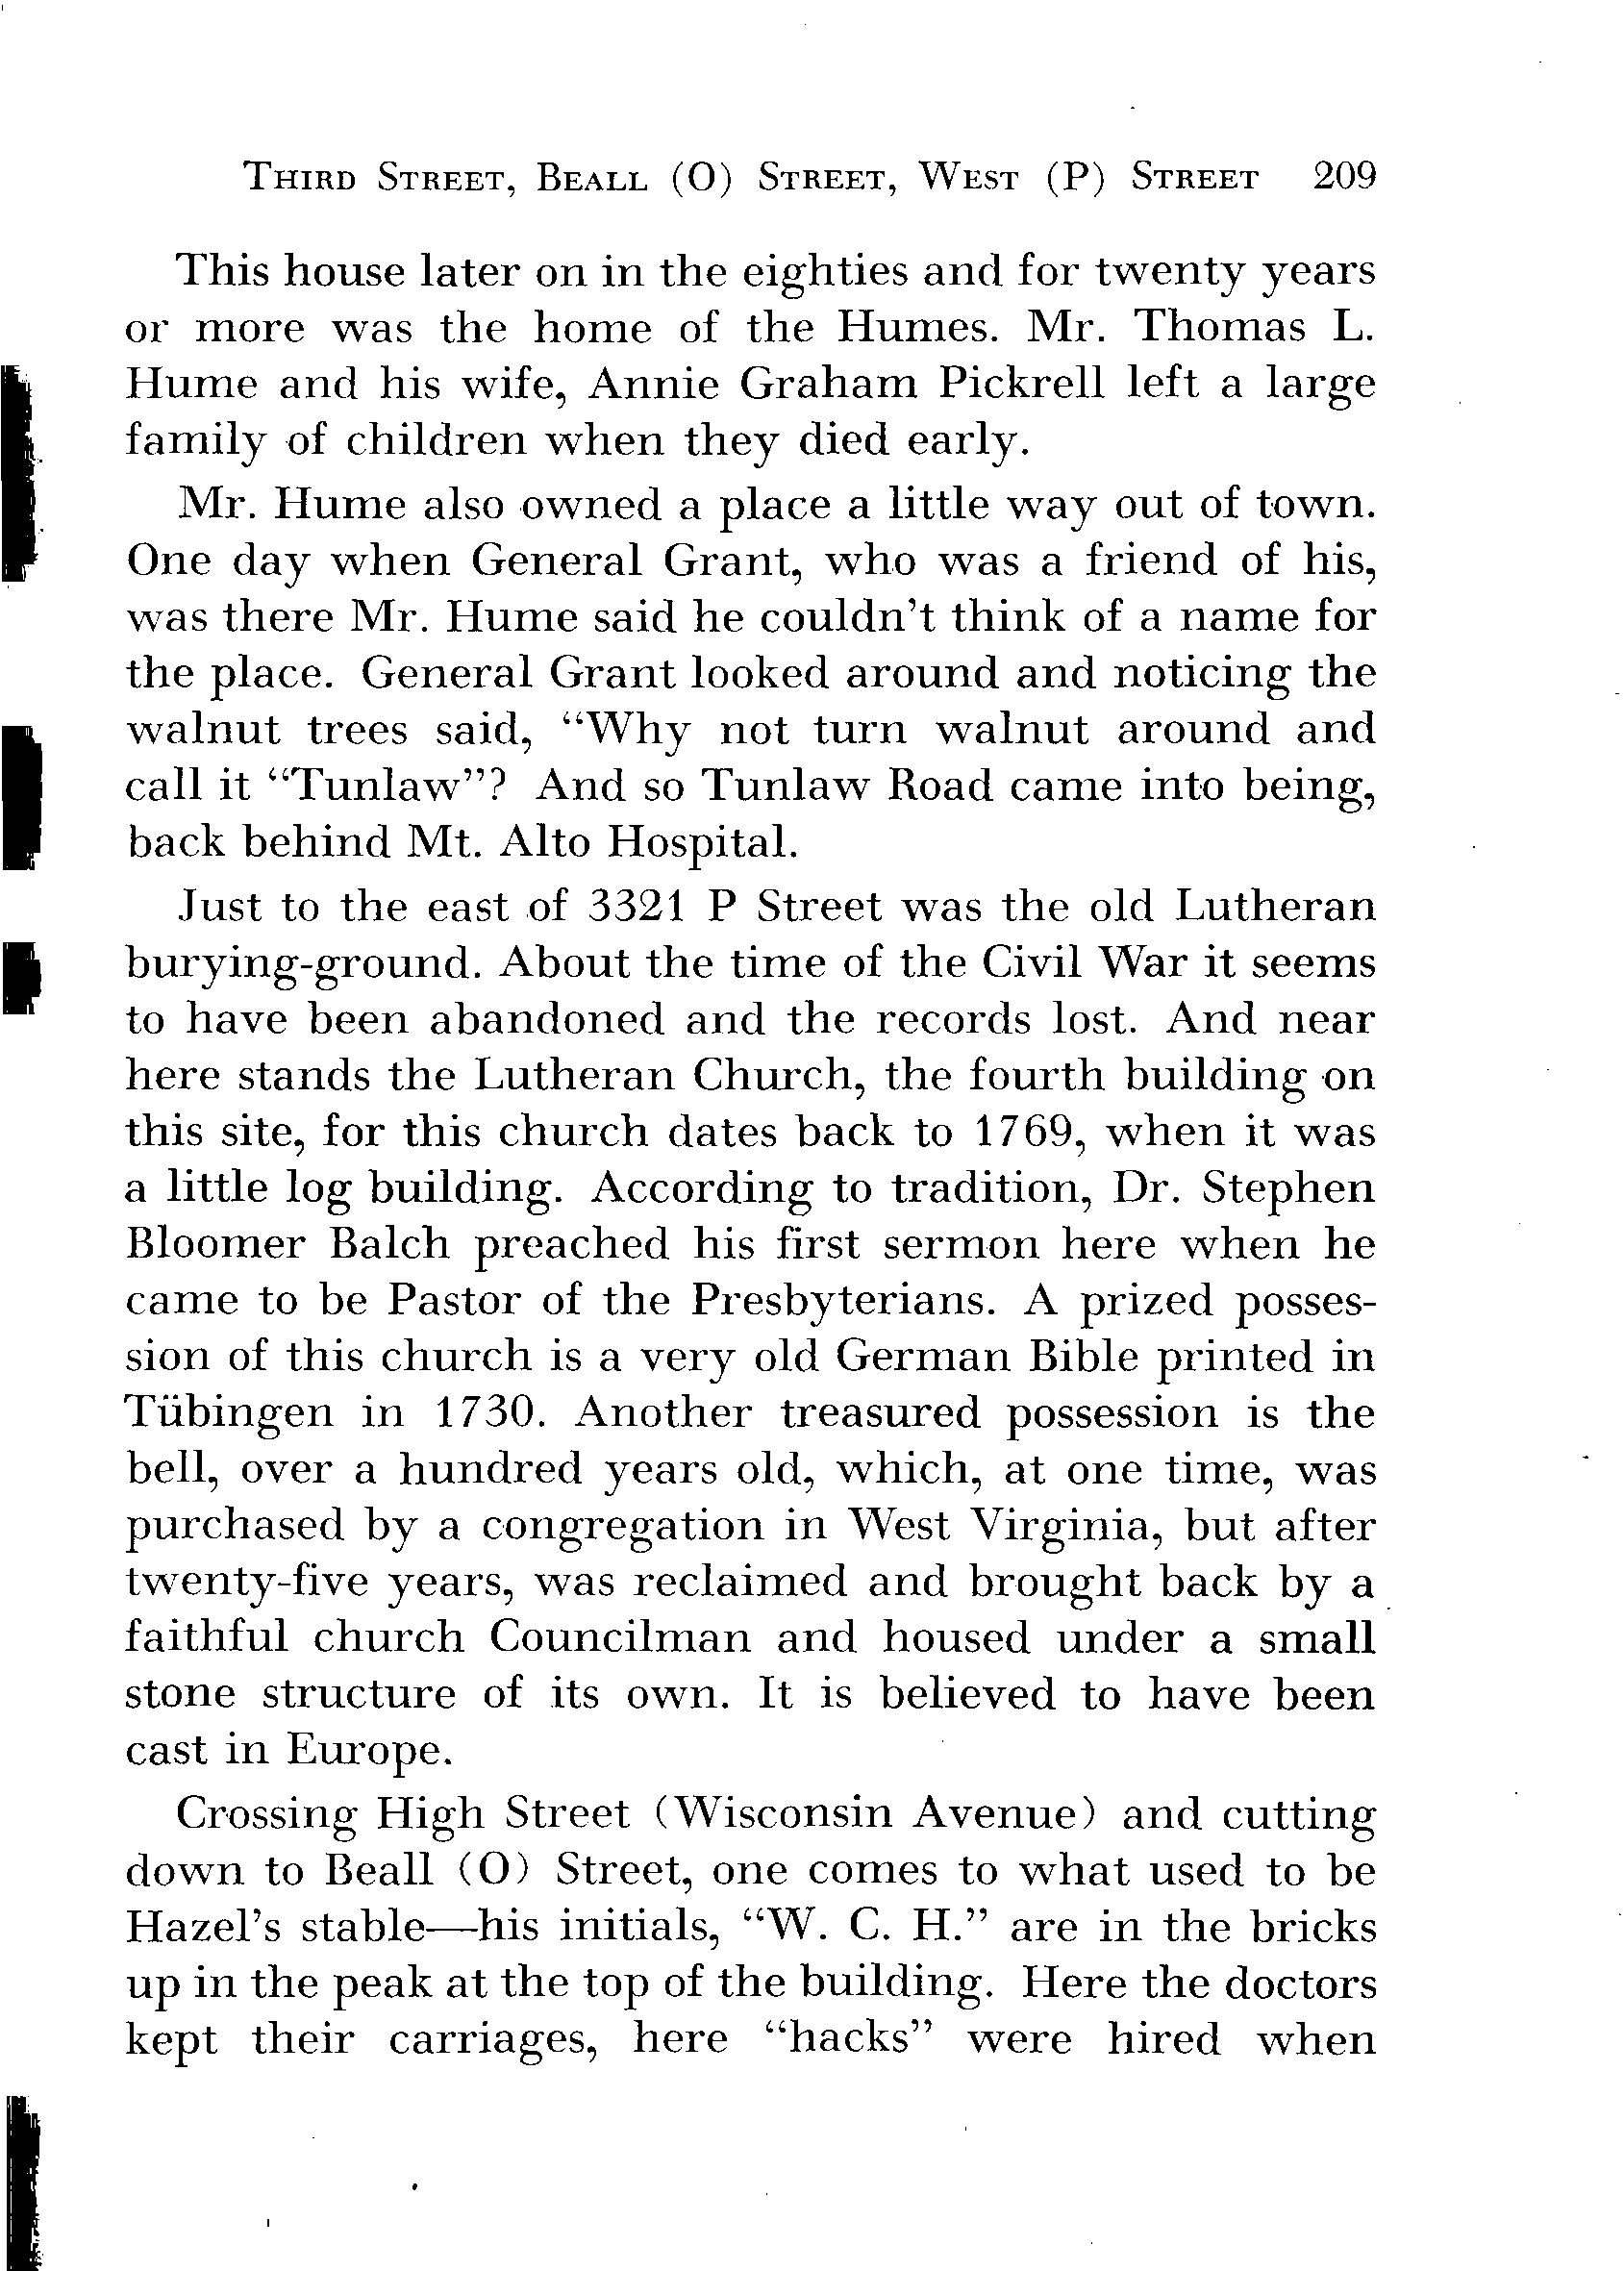 THIRD STREET, BEALL (O) STREET, WEST (P) STREET 209
This house later on in the eighties and for twenty years
or more was the home of the Humes. Mr. Thomas L.
Hume and his wife, Annie Graham Pickrell left a large
family of children when they died early.
Mr. Hume also owned a place a little way out of town.
One day when General Grant, who was a friend of his,
was there Mr. Hume said he couldn't think of a name for
the place. General Grant looked around and noticing the
walnut trees said, “Why not turn walnut around and
call it “Tunlaw”? And so Tunlaw Road came into being,
back behind Mt. Alto Hospital.
Just to the east of 3321 P Street was the old Lutheran
burying-ground. About the time of the Civil War it seems
to have been abandoned and the records lost. And near
here stands the Lutheran Church, the fourth building on
this site, for this church dates back to 1769, when it was
a little log building. According to tradition, Dr. Stephen
Bloomer Balch preached his first sermon here when he
came to be Pastor of the Presbyterians. A prized posses-
sion of this church is a very old German Bible printed in
Tübingen in 1730. Another treasured possession is the
bell, over a hundred years old, which, at one time, was
purchased by a congregation in West Virginia, but after
twenty-five years, was reclaimed and brought back by a
faithful church Councilman and housed under a small
stone structure of its own. It is believed to have been
cast in Europe.
Crossing High Street (Wisconsin Avenue) and cutting
down to Beall (O) Street, one comes to what used to be
Hazel's stable—his initials, “W. C. H.” are in the bricks
up in the peak at the top of the building. Here the doctors
kept their carriages, here “hacks” were hired when